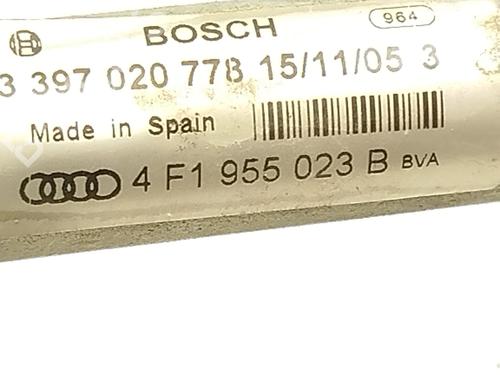 BOSCH 964
3 397 020 778 15/11/05 3
Made in Spain
4 F1 955 023 B BVA